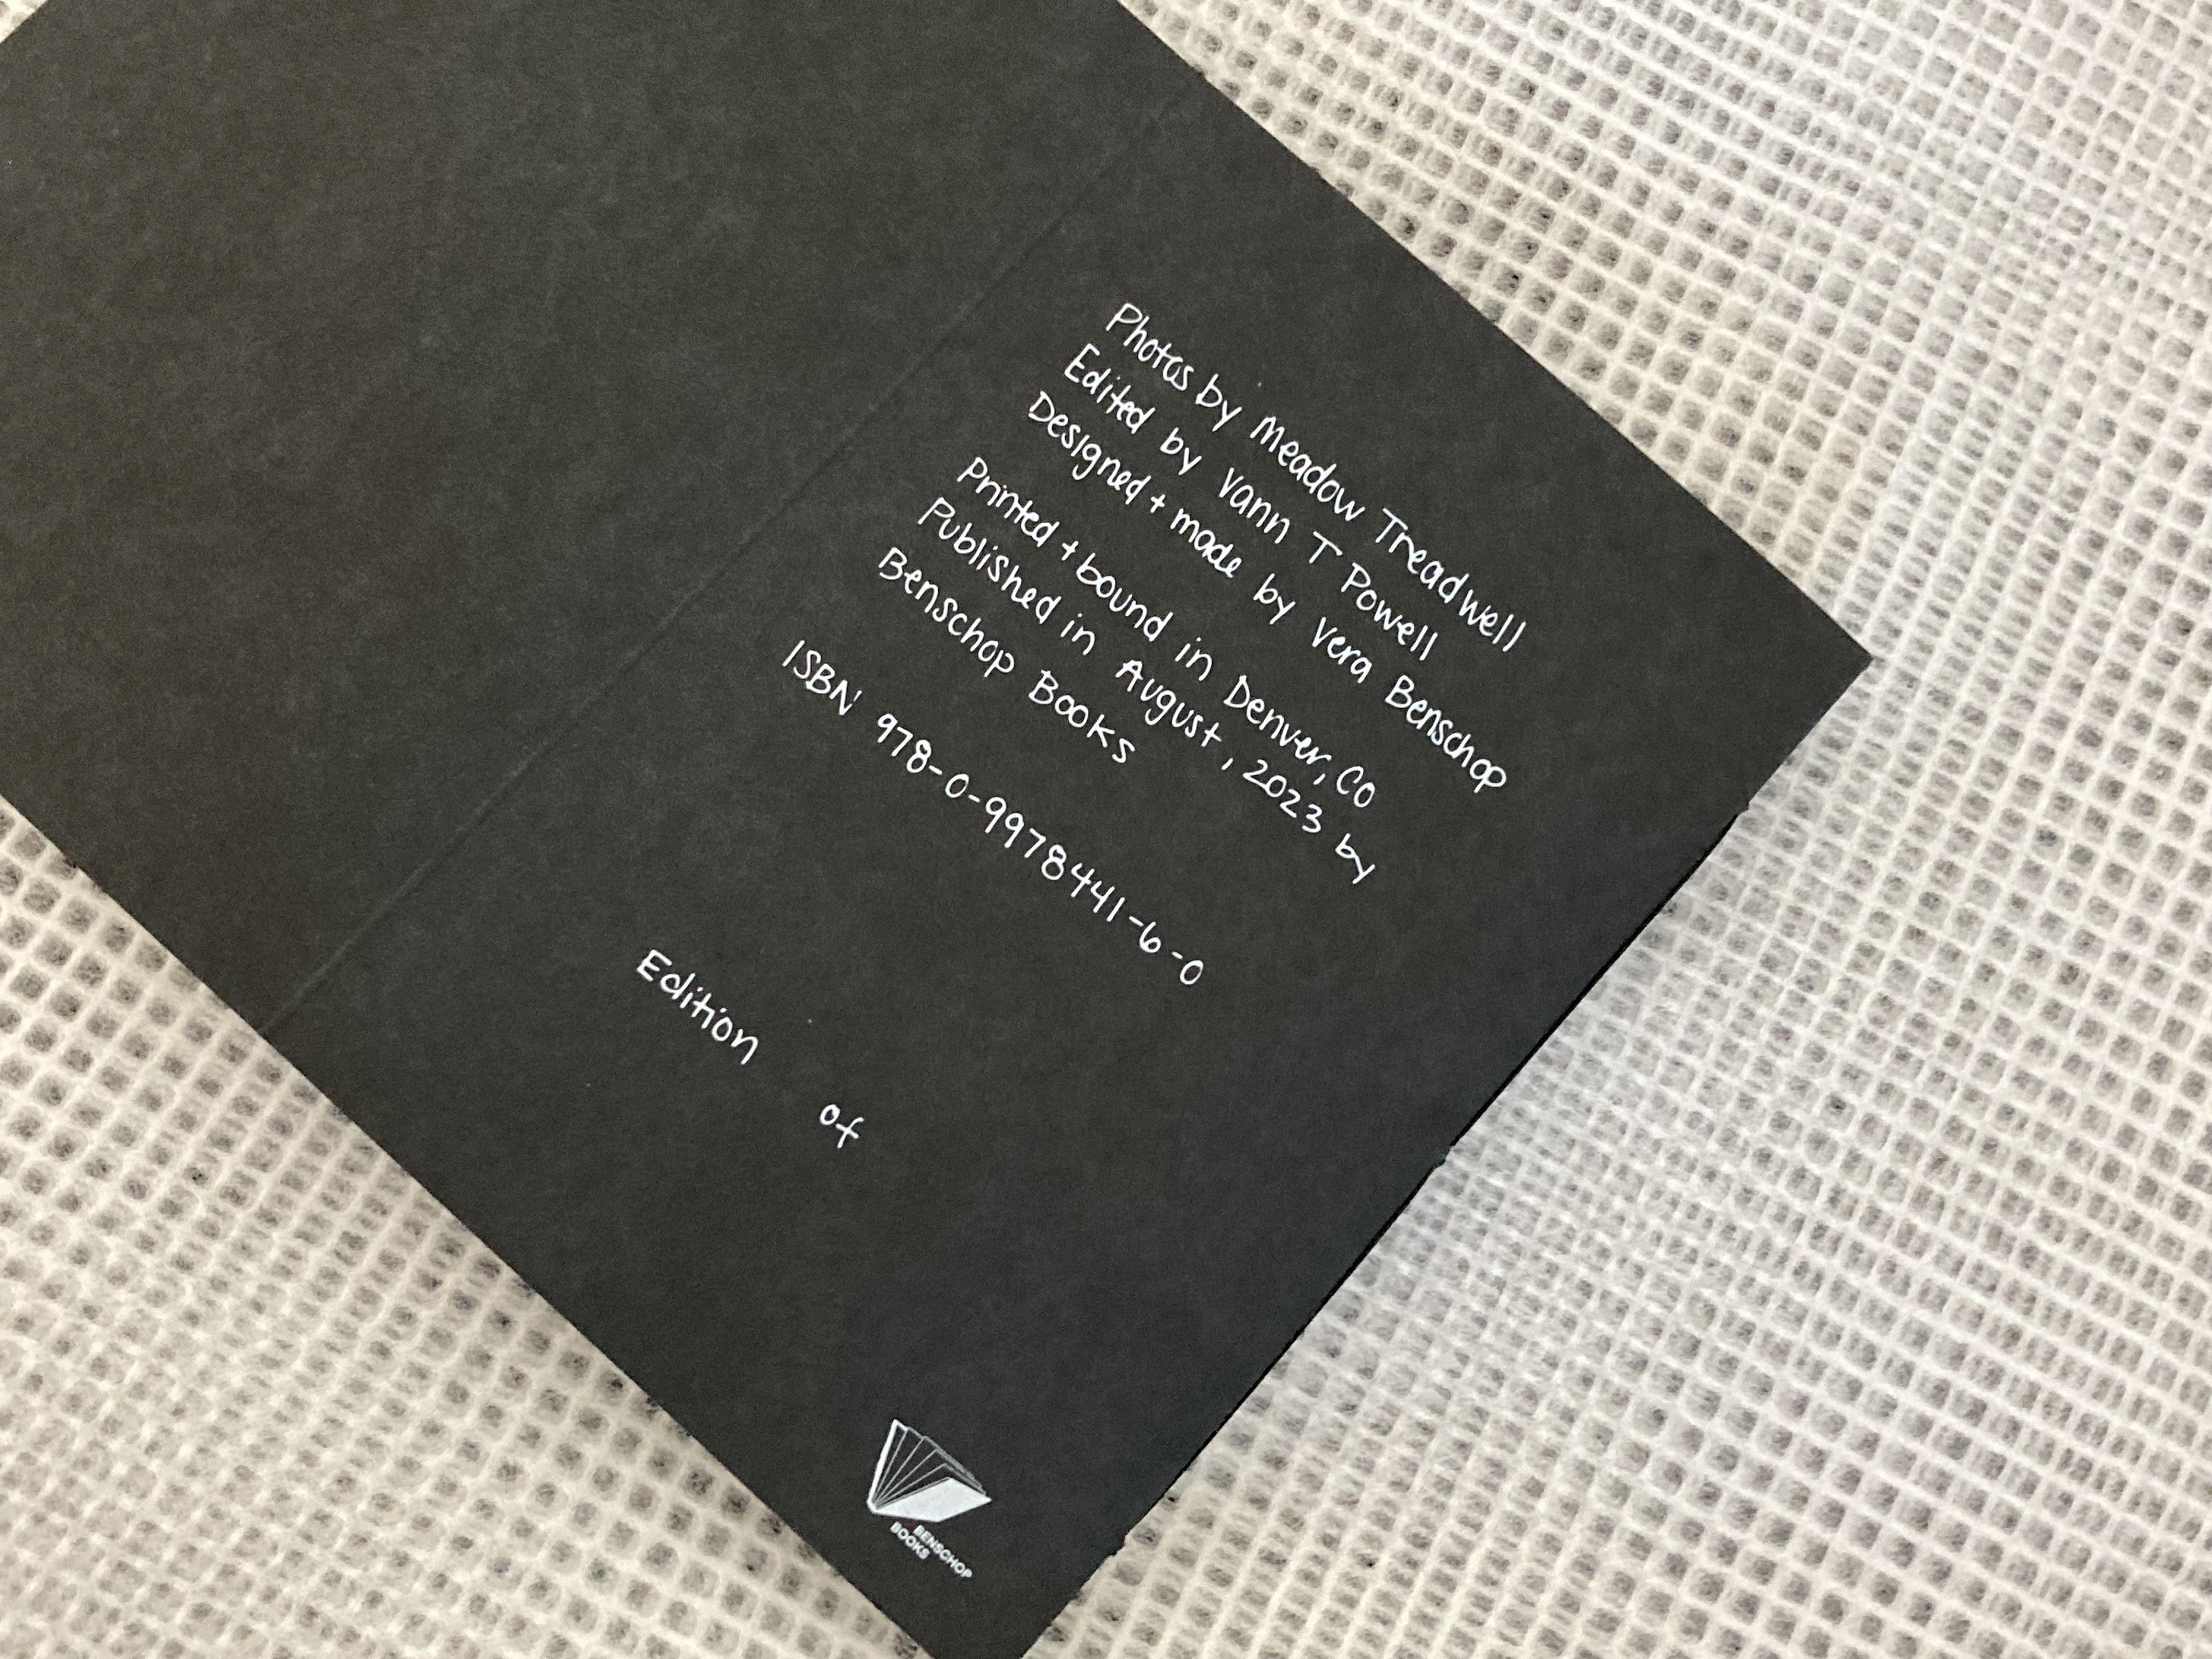 Photos by Meadow Treadwell
Edited by Vann T Powell
Designed + made by Vera Benschop
Printed + bound in Denver, CO
Published in August, 2023 by
Benschop Books
ISBN 978-0-9978441-6-0
Edition of
BENSCHOP
BOOKS